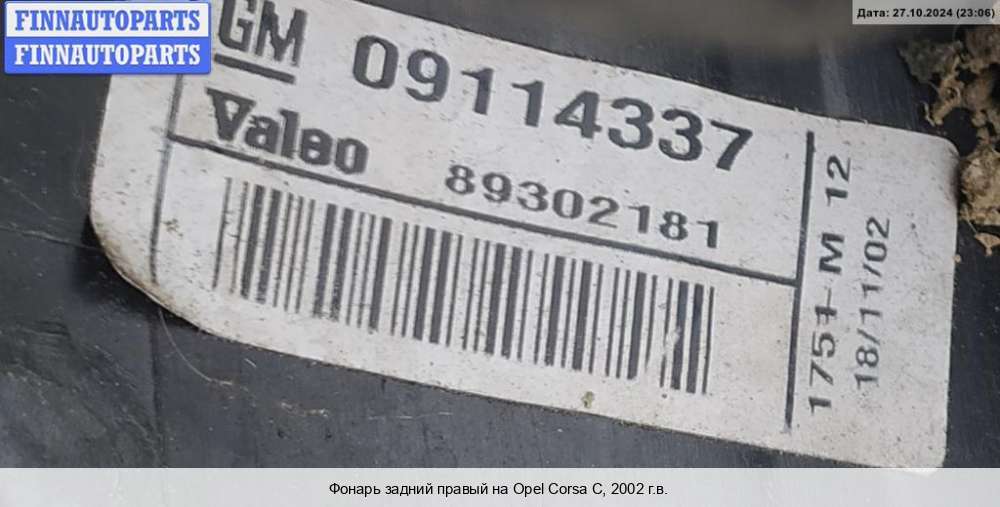 FINNAUTOPARTS
FINNAUTOPARTS
Дата: 27.10.2024 (23:06)
GM 09114337
Valeo 89302181
1751 M 12
18/11/02
Фонарь задний правый на Opel Corsa C, 2002 г.в.